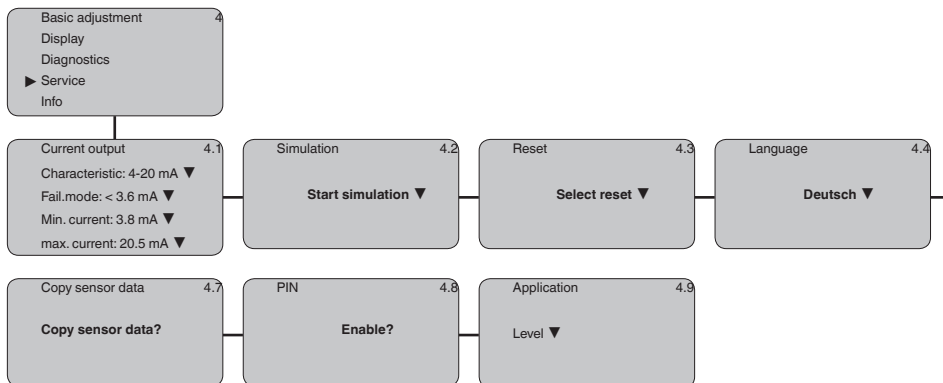 Basic adjustment 4
Display
Diagnostics
▶ Service
Info
Current output 4.1
Characteristic: 4-20 mA ▼
Fail.mode: < 3.6 mA ▼
Min. current: 3.8 mA ▼
max. current: 20.5 mA ▼
Simulation 4.2
Start simulation ▼
Reset 4.3
Select reset ▼
Language 4.4
Deutsch ▼
Copy sensor data 4.7
Copy sensor data?
PIN 4.8
Enable?
Application 4.9
Level ▼